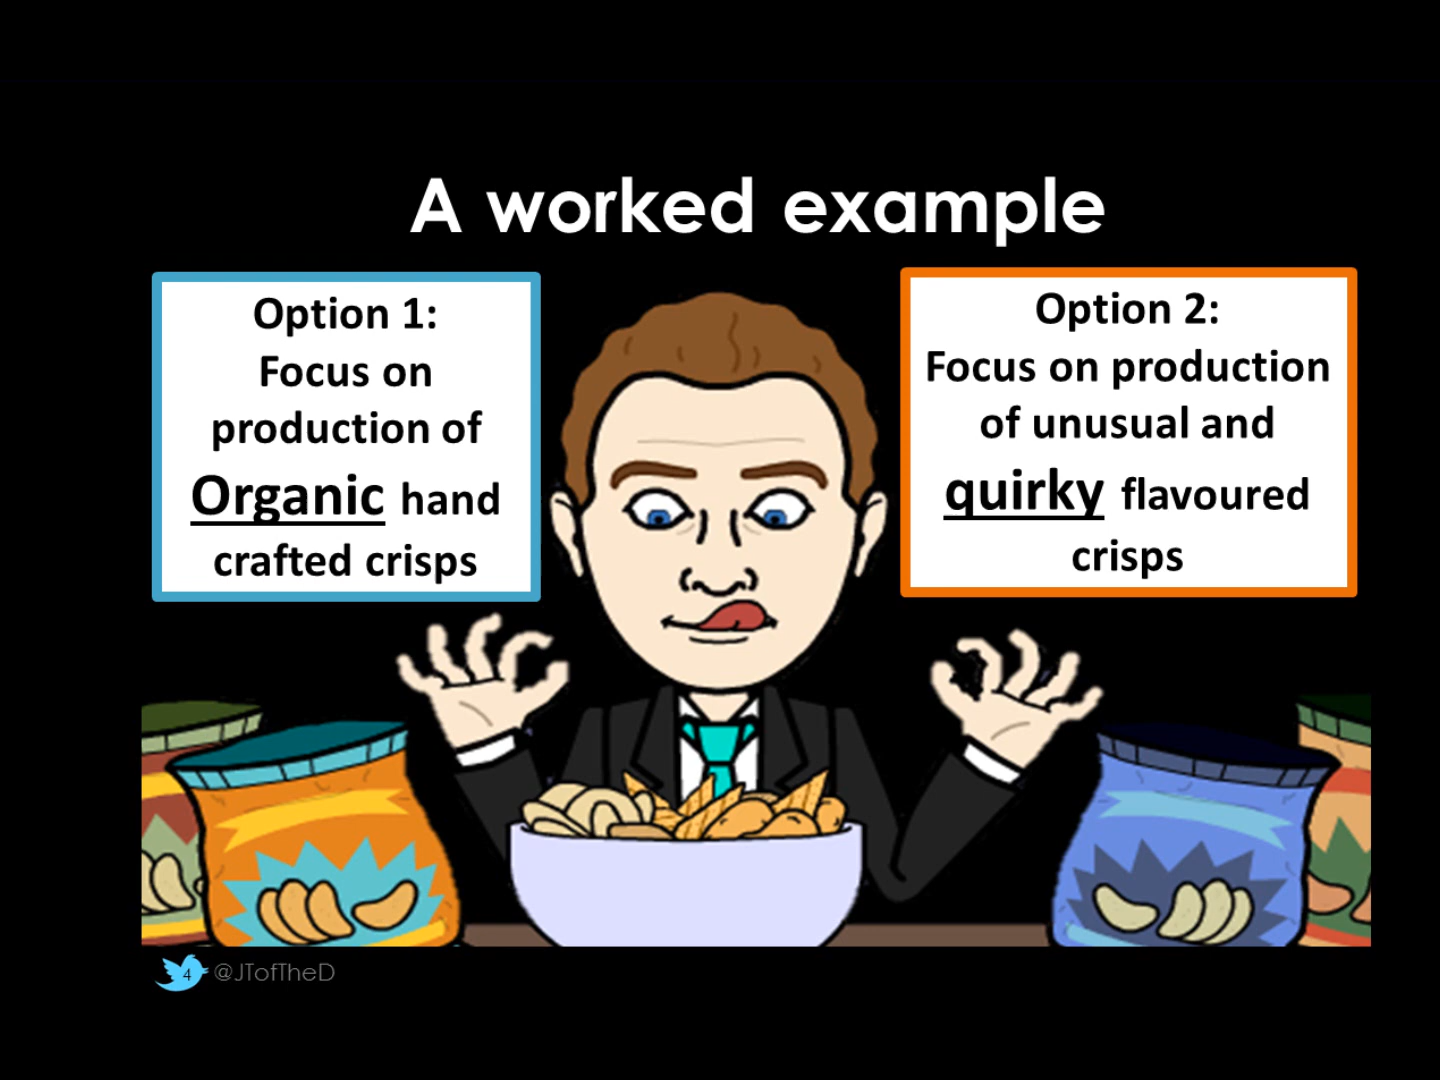 A worked example
Option 1:
Focus on
production of
Organic hand
crafted crisps
Option 2:
Focus on production
of unusual and
quirky flavoured
crisps
4 @JTofTheD